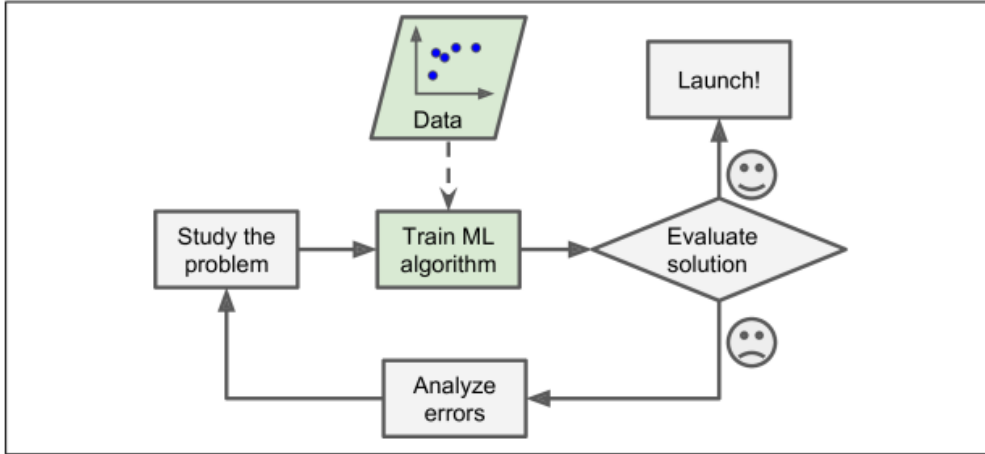 Data
Launch!
Study the
problem
Train ML
algorithm
Evaluate
solution
Analyze
errors